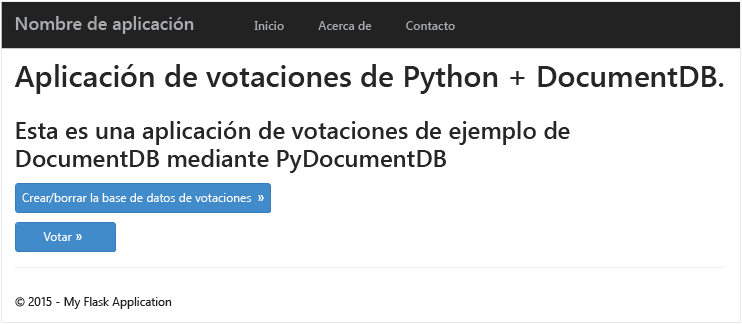 Nombre de aplicación Inicio Acerca de Contacto
Aplicación de votaciones de Python + DocumentDB.
Esta es una aplicación de votaciones de ejemplo de
DocumentDB mediante PyDocumentDB
Crear/borrar la base de datos de votaciones »
Votar »
© 2015 - My Flask Application